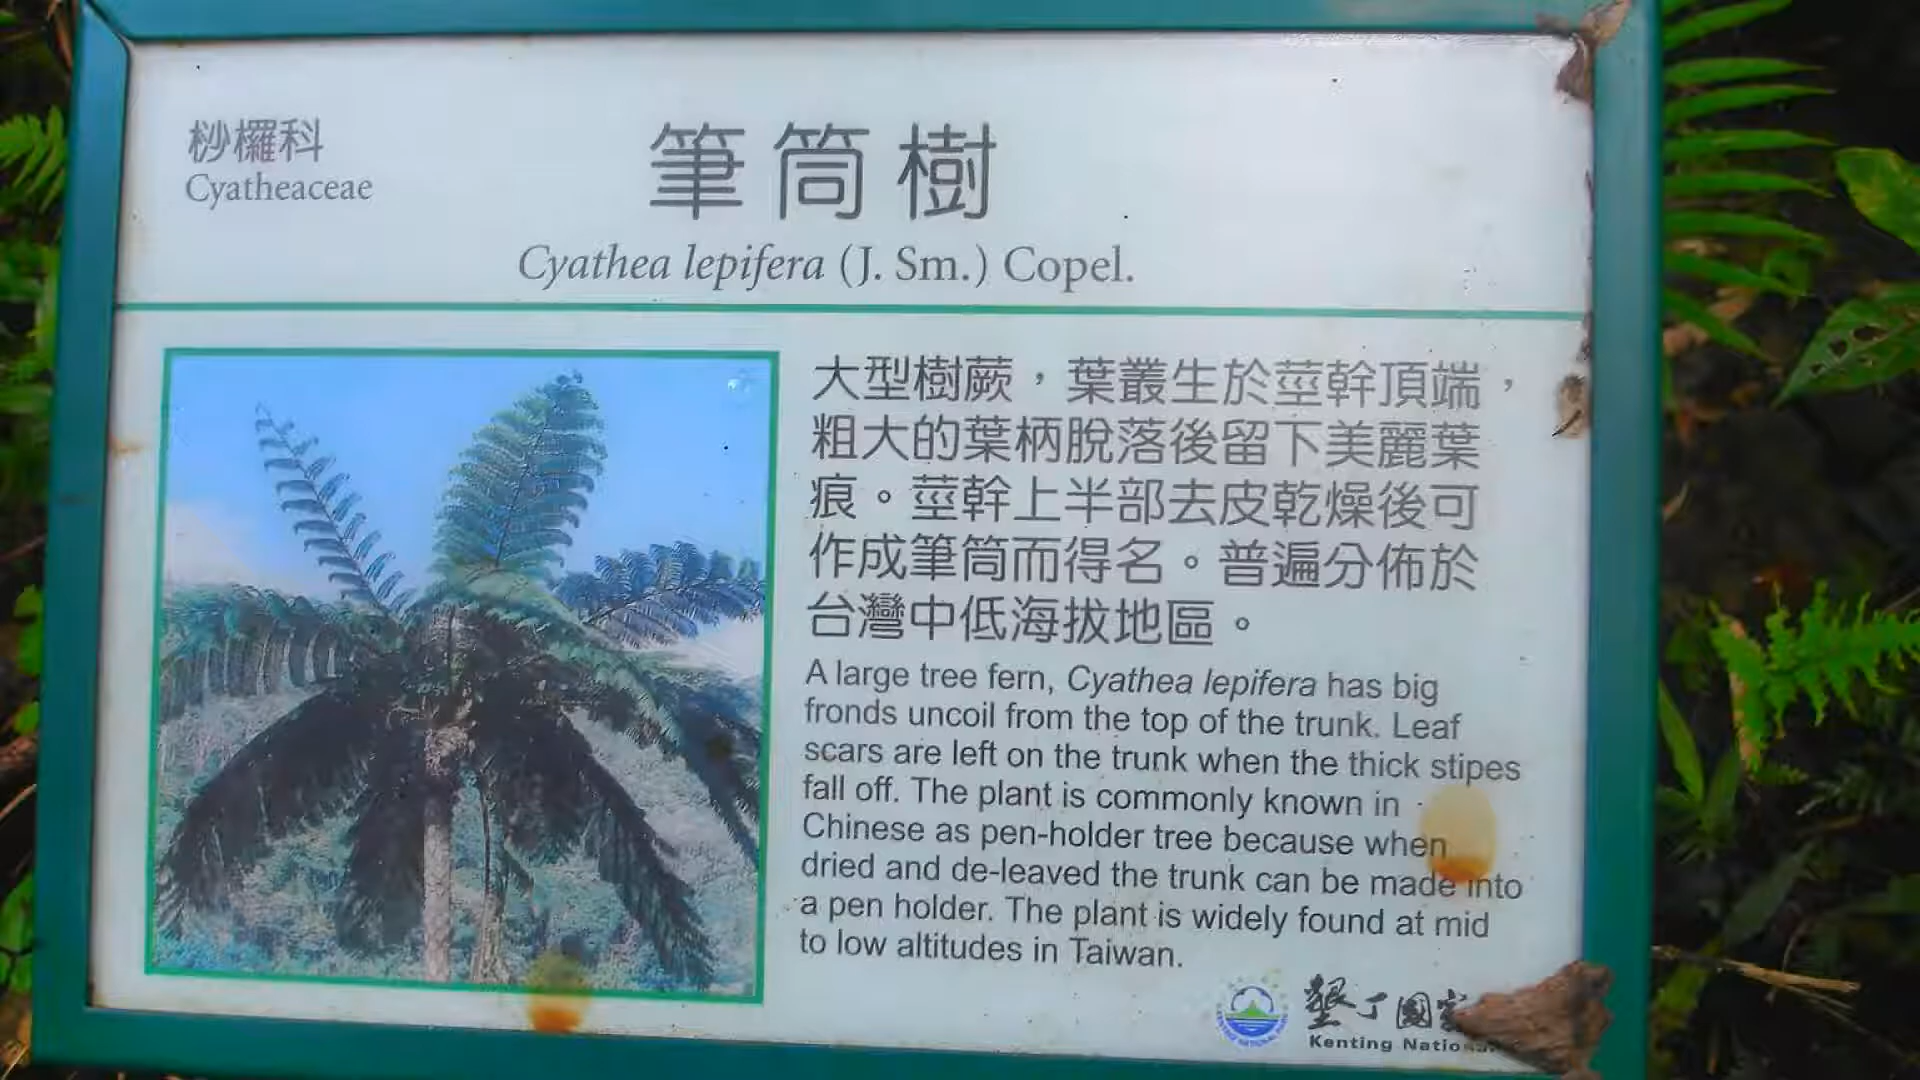 桫欏科
Cyatheaceae
筆筒樹
Cyathea lepifera (J. Sm.) Copel.
大型樹蕨，葉叢生於莖幹頂端，
粗大的葉柄脫落後留下美麗葉
痕。莖幹上半部去皮乾燥後可
作成筆筒而得名。普遍分佈於
台灣中低海拔地區。
A large tree fern, Cyathea lepifera has big
fronds uncoil from the top of the trunk. Leaf
scars are left on the trunk when the thick stipes
fall off. The plant is commonly known in
Chinese as pen-holder tree because when
dried and de-leaved the trunk can be made into
a pen holder. The plant is widely found at mid
to low altitudes in Taiwan.
墾丁國家
Kenting National